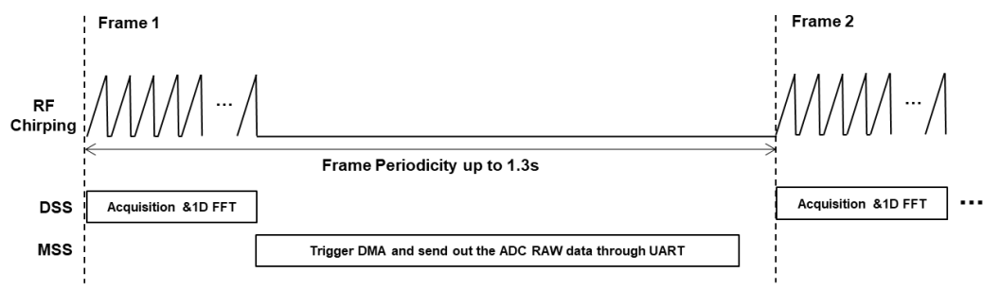 Frame 1
Frame 2
RF
Chirping
...
...
Frame Periodicity up to 1.3s
DSS
Acquisition &1D FFT
Acquisition &1D FFT
...
MSS
Trigger DMA and send out the ADC RAW data through UART